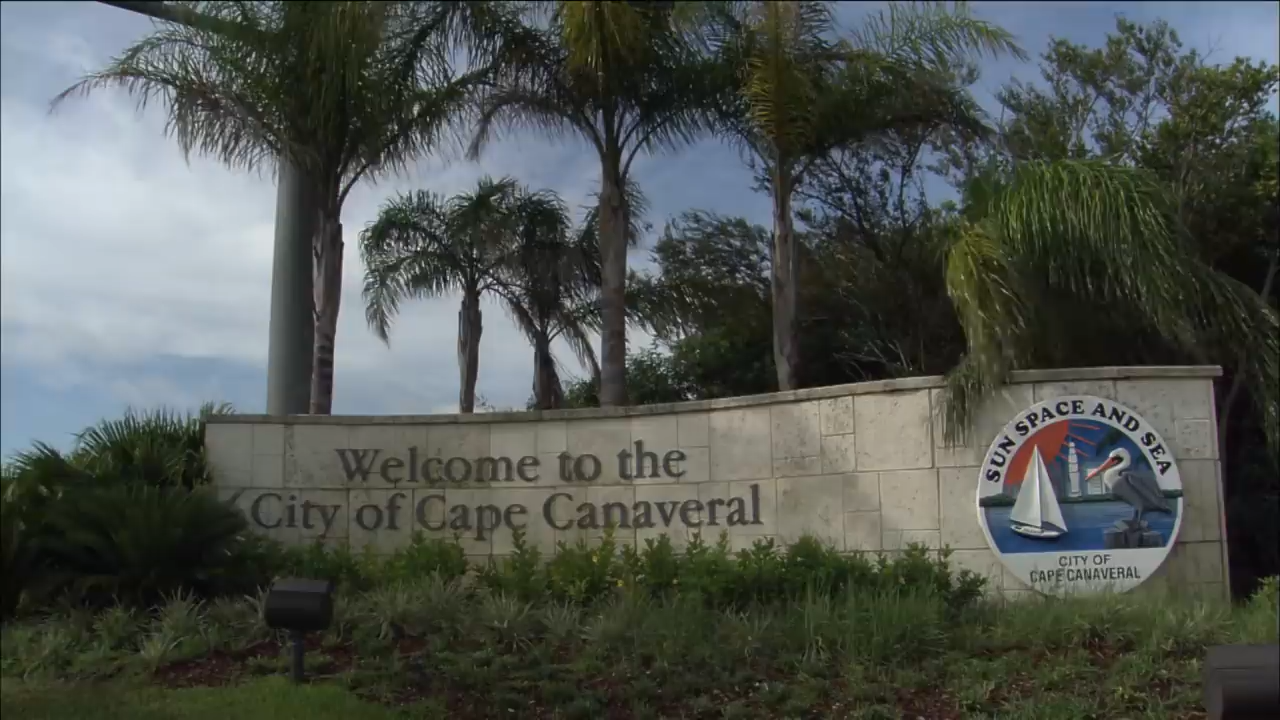 Welcome to the
City of Cape Canaveral
SUN SPACE AND SEA
CITY OF
CAPE CANAVERAL